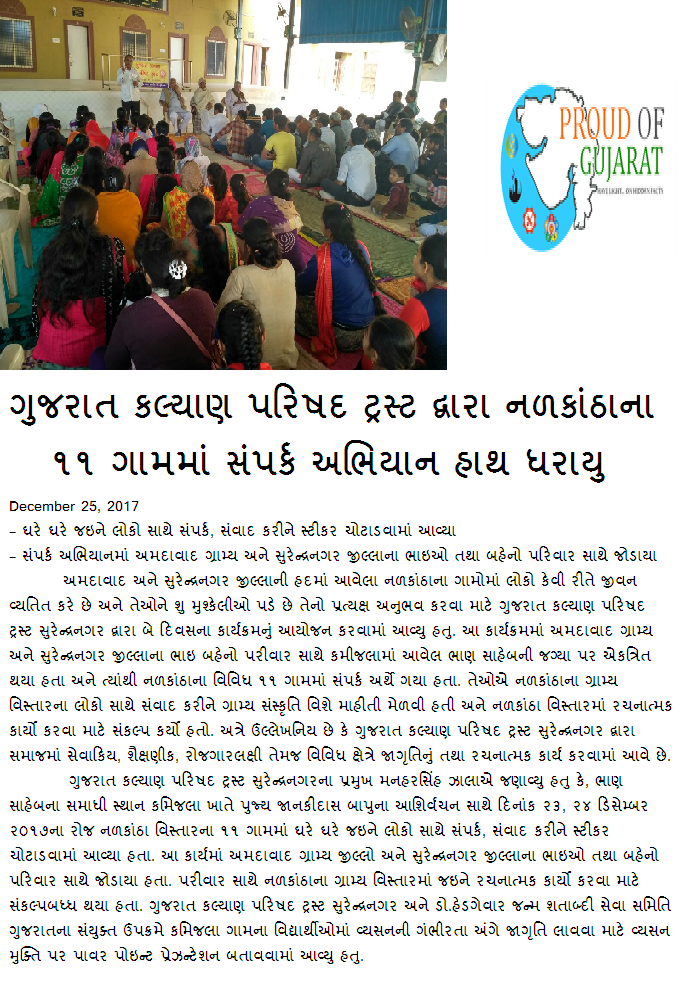 PROUD OF
GUJARAT
HAVE LIGHT... ON HIDDEN FACTS
ગુજરાત કલ્યાણ પરિષદ ટ્રસ્ટ દ્વારા નળકાંઠાના
૧૧ ગામમાં સંપર્ક અભિયાન હાથ ધરાયુ
December 25, 2017
– ઘરે ઘરે જઇને લોકો સાથે સંપર્ક, સંવાદ કરીને સ્ટીકર ચોટાડવામાં આવ્યા
– સંપર્ક અભિયાનમાં અમદાવાદ ગ્રામ્ય અને સુરેન્દ્રનગર જીલ્લાના ભાઇઓ તથા બહેનો પરિવાર સાથે જોડાયા
અમદાવાદ અને સુરેન્દ્રનગર જીલ્લાની હદમાં આવેલા નળકાંઠાના ગામોમાં લોકો કેવી રીતે જીવન
વ્યતિત કરે છે અને તેઓને શુ મુશ્કેલીઓ પડે છે તેનો પ્રત્યક્ષ અનુભવ કરવા માટે ગુજરાત કલ્યાણ પરિષદ
ટ્રસ્ટ સુરેન્દ્રનગર દ્વારા બે દિવસના કાર્યક્રમનું આયોજન કરવામાં આવ્યુ હતુ. આ કાર્યક્રમમાં અમદાવાદ ગ્રામ્ય
અને સુરેન્દ્રનગર જીલ્લાના ભાઇ બહેનો પરીવાર સાથે કમીજલામાં આવેલ ભાણ સાહેબની જગ્યા પર એકત્રિત
થયા હતા અને ત્યાંથી નળકાંઠાના વિવિધ ૧૧ ગામમાં સંપર્ક અર્થે ગયા હતા. તેઓએ નળકાંઠાના ગ્રામ્ય
વિસ્તારના લોકો સાથે સંવાદ કરીને ગ્રામ્ય સંસ્કૃતિ વિશે માહીતી મેળવી હતી અને નળકાંઠા વિસ્તારમાં રચનાત્મક
કાર્યો કરવા માટે સંકલ્પ કર્યો હતો. અત્રે ઉલ્લેખનિય છે કે ગુજરાત કલ્યાણ પરિષદ ટ્રસ્ટ સુરેન્દ્રનગર દ્વારા
સમાજમાં સેવાકિય, શૈક્ષણીક, રોજગારલક્ષી તેમજ વિવિધ ક્ષેત્રે જાગૃતિનું તથા રચનાત્મક કાર્ય કરવામાં આવે છે.
ગુજરાત કલ્યાણ પરિષદ ટ્રસ્ટ સુરેન્દ્રનગરના પ્રમુખ મનહરસિંહ ઝાલાએ જણાવ્યુ હતુ કે, ભાણ
સાહેબના સમાધી સ્થાન કમિજલા ખાતે પુજ્ય જાનકીદાસ બાપુના આશિર્વચન સાથે દિનાંક ૨૩, ૨૪ ડિસેમ્બર
૨૦૧૭ના રોજ નળકાંઠા વિસ્તારના ૧૧ ગામમાં ઘરે ઘરે જઇને લોકો સાથે સંપર્ક, સંવાદ કરીને સ્ટીકર
ચોટાડવામાં આવ્યા હતા. આ કાર્યમાં અમદાવાદ ગ્રામ્ય જીલ્લો અને સુરેન્દ્રનગર જીલ્લાના ભાઇઓ તથા બહેનો
પરિવાર સાથે જોડાયા હતા. પરીવાર સાથે નળકાંઠાના ગ્રામ્ય વિસ્તારમાં જઇને રચનાત્મક કાર્યો કરવા માટે
સંકલ્પબધ્ધ થયા હતા. ગુજરાત કલ્યાણ પરિષદ ટ્રસ્ટ સુરેન્દ્રનગર અને ડો.હેડગેવાર જન્મ શતાબ્દી સેવા સમિતિ
ગુજરાતના સંયુક્ત ઉપક્રમે કમિજલા ગામના વિદ્યાર્થીઓમાં વ્યસનની ગંભીરતા અંગે જાગૃતિ લાવવા માટે વ્યસન
મુક્તિ પર પાવર પોઇન્ટ પ્રેઝન્ટેશન બતાવવામાં આવ્યુ હતુ.